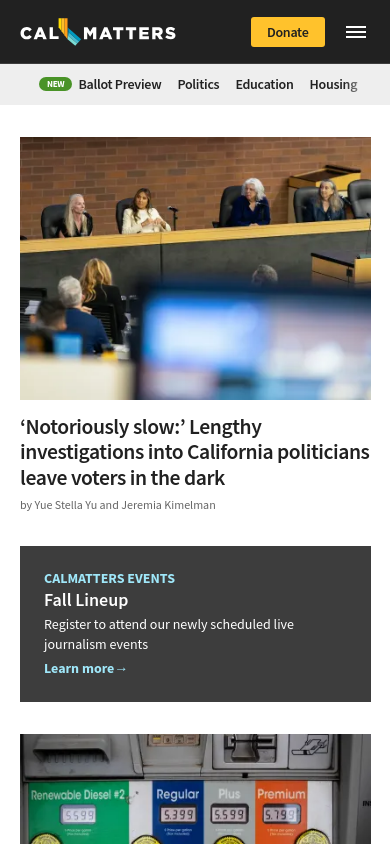 CALMATTERS
Donate
NEW Ballot Preview Politics Education Housing
‘Notoriously slow:’ Lengthy
investigations into California politicians
leave voters in the dark
by Yue Stella Yu and Jeremia Kimelman
CALMATTERS EVENTS
Fall Lineup
Register to attend our newly scheduled live
journalism events
Learn more→
Renewable Diesel #2 Regular Plus Premium
5.599 5.399 5.599 5.799